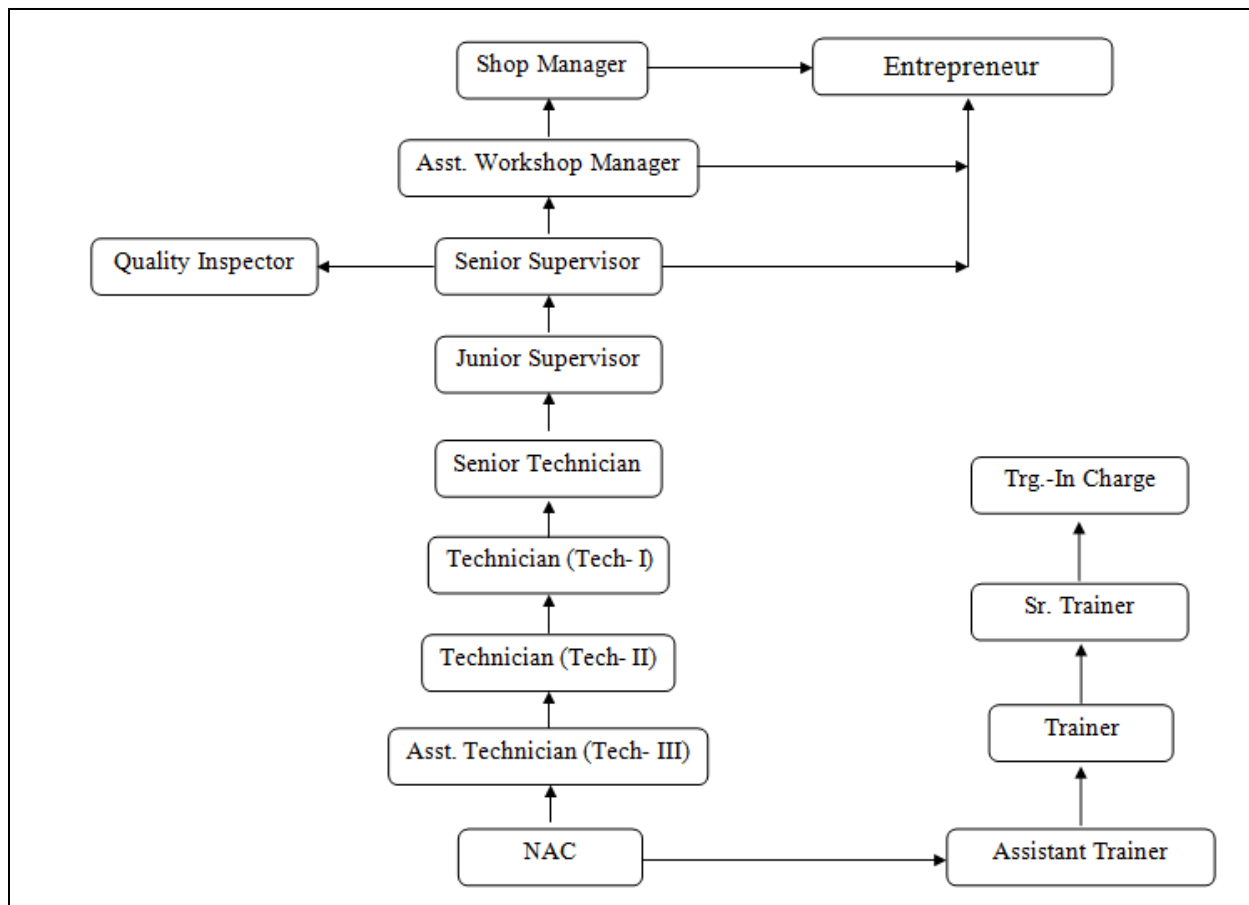 Shop Manager
Entrepreneur
Asst. Workshop Manager
Quality Inspector
Senior Supervisor
Junior Supervisor
Senior Technician
Trg.-In Charge
Technician (Tech- I)
Sr. Trainer
Technician (Tech- II)
Trainer
Asst. Technician (Tech- III)
NAC
Assistant Trainer